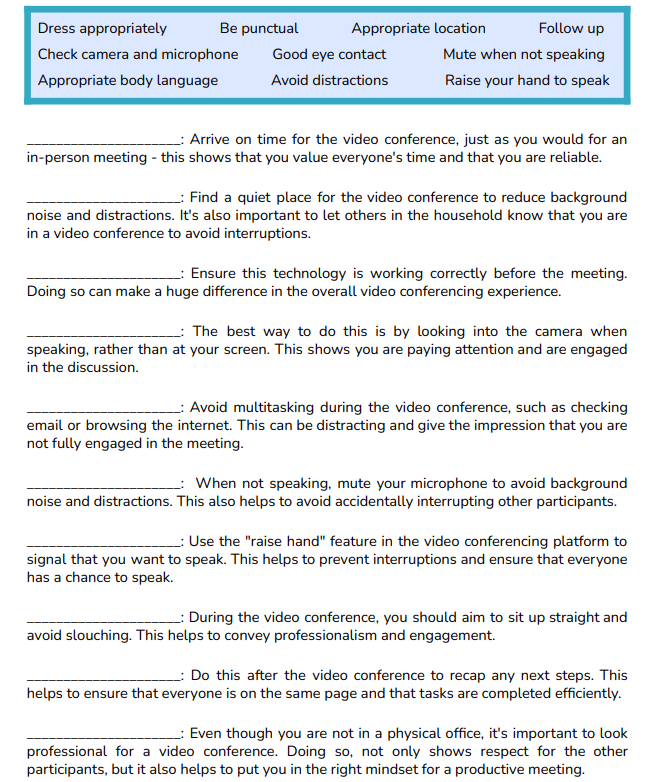 Dress appropriately Be punctual Appropriate location Follow up
Check camera and microphone Good eye contact Mute when not speaking
Appropriate body language Avoid distractions Raise your hand to speak
_____________________: Arrive on time for the video conference, just as you would for an
in-person meeting - this shows that you value everyone's time and that you are reliable.
_____________________: Find a quiet place for the video conference to reduce background
noise and distractions. It's also important to let others in the household know that you are
in a video conference to avoid interruptions.
_____________________: Ensure this technology is working correctly before the meeting.
Doing so can make a huge difference in the overall video conferencing experience.
_____________________: The best way to do this is by looking into the camera when
speaking, rather than at your screen. This shows you are paying attention and are engaged
in the discussion.
_____________________: Avoid multitasking during the video conference, such as checking
email or browsing the internet. This can be distracting and give the impression that you are
not fully engaged in the meeting.
_____________________: When not speaking, mute your microphone to avoid background
noise and distractions. This also helps to avoid accidentally interrupting other participants.
_____________________: Use the "raise hand" feature in the video conferencing platform to
signal that you want to speak. This helps to prevent interruptions and ensure that everyone
has a chance to speak.
_____________________: During the video conference, you should aim to sit up straight and
avoid slouching. This helps to convey professionalism and engagement.
_____________________: Do this after the video conference to recap any next steps. This
helps to ensure that everyone is on the same page and that tasks are completed efficiently.
_____________________: Even though you are not in a physical office, it's important to look
professional for a video conference. Doing so, not only shows respect for the other
participants, but it also helps to put you in the right mindset for a productive meeting.